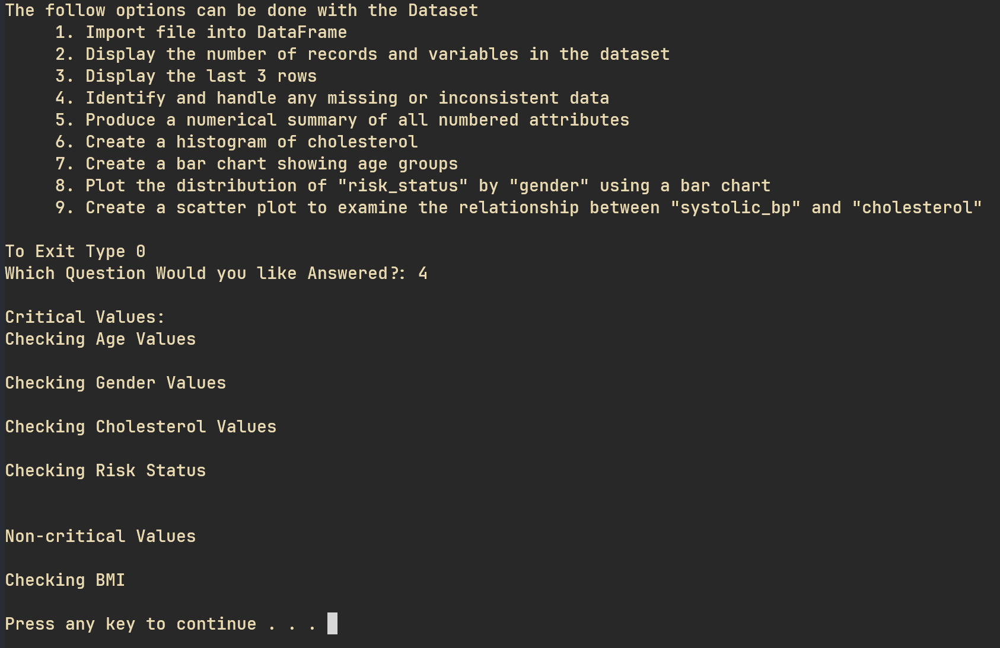 The follow options can be done with the Dataset
1. Import file into DataFrame
2. Display the number of records and variables in the dataset
3. Display the last 3 rows
4. Identify and handle any missing or inconsistent data
5. Produce a numerical summary of all numbered attributes
6. Create a histogram of cholesterol
7. Create a bar chart showing age groups
8. Plot the distribution of "risk_status" by "gender" using a bar chart
9. Create a scatter plot to examine the relationship between "systolic_bp" and "cholesterol"
To Exit Type 0
Which Question Would you like Answered?: 4
Critical Values:
Checking Age Values
Checking Gender Values
Checking Cholesterol Values
Checking Risk Status
Non-critical Values
Checking BMI
Press any key to continue . . .